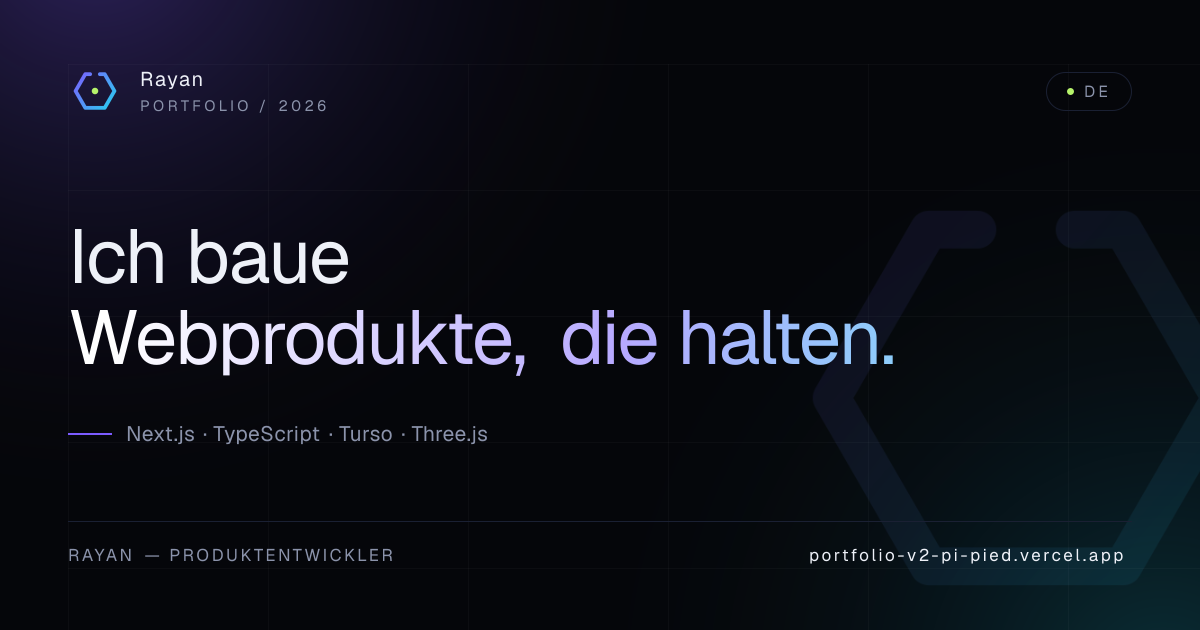 Rayan
PORTFOLIO / 2026
DE
Ich baue
Webprodukte, die halten.
Next.js · TypeScript · Turso · Three.js
RAYAN — PRODUKTENTWICKLER
portfolio-v2-pi-pied.vercel.app